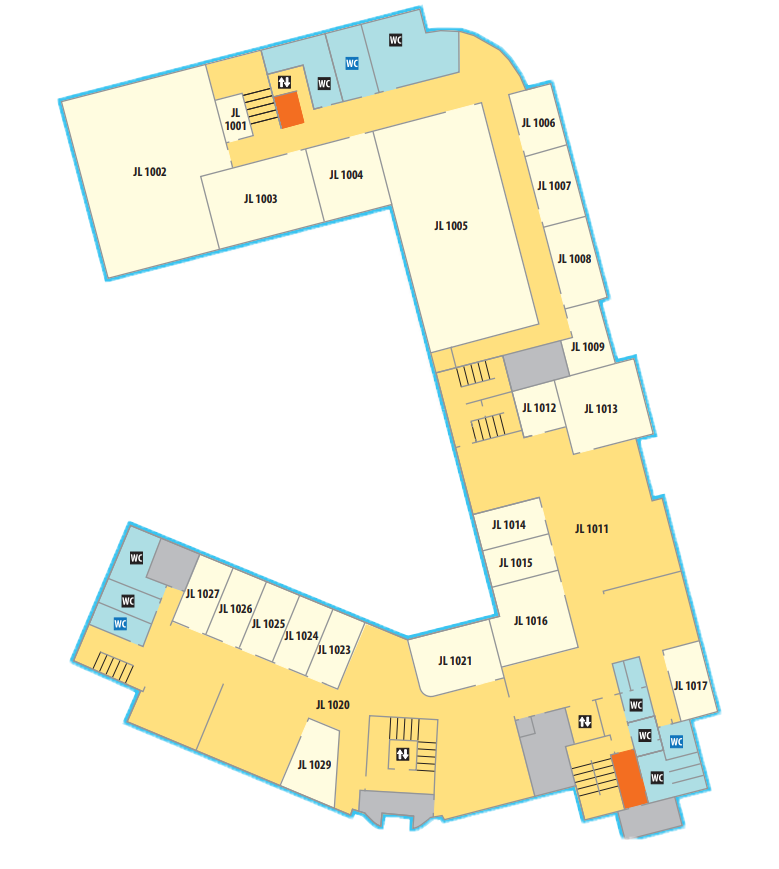 WC
WC
WC
JL
1001
JL 1002
JL 1003
JL 1004
JL 1005
JL 1006
JL 1007
JL 1008
JL 1009
JL 1012
JL 1013
JL 1014
JL 1011
JL 1015
JL 1016
WC
WC
WC
JL 1027
JL 1026
JL 1025
JL 1024
JL 1023
JL 1021
JL 1017
JL 1020
JL 1029
WC
WC
WC
WC